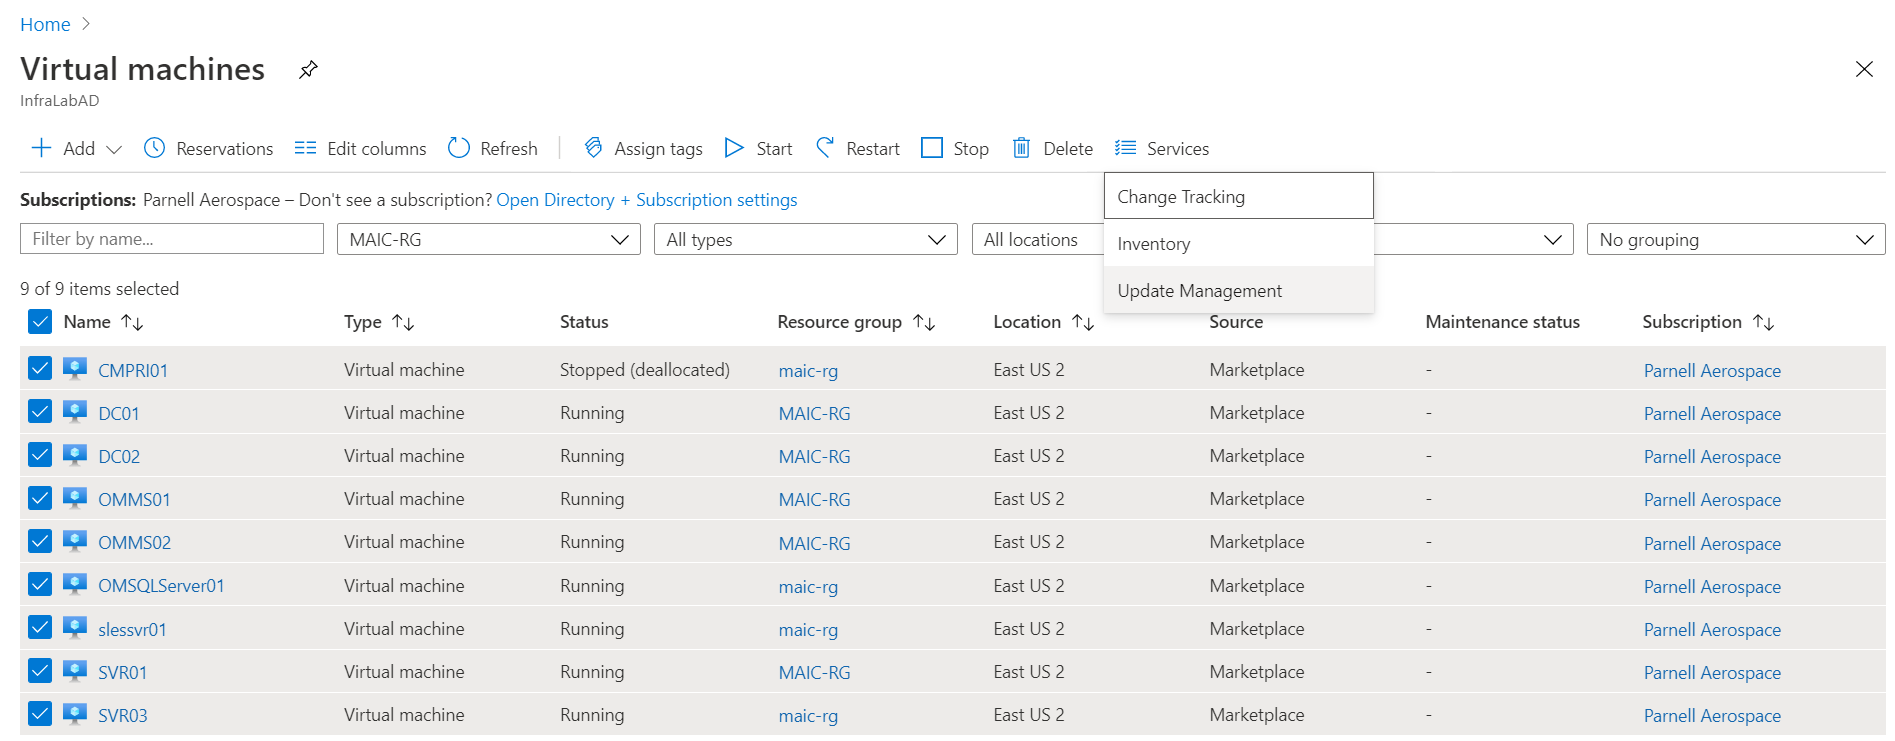 Home
Virtual machines
InfraLabAD
Add Reservations Edit columns Refresh Assign tags Start Restart Stop Delete Services
Change Tracking
Inventory
Update Management
Subscriptions: Parnell Aerospace – Don't see a subscription? Open Directory + Subscription settings
Filter by name... MAIC-RG All types All locations No grouping
9 of 9 items selected
Name Type Status Resource group Location Source Maintenance status Subscription
CMPRI01 Virtual machine Stopped (deallocated) maic-rg East US 2 Marketplace - Parnell Aerospace
DC01 Virtual machine Running MAIC-RG East US 2 Marketplace - Parnell Aerospace
DC02 Virtual machine Running MAIC-RG East US 2 Marketplace - Parnell Aerospace
OMMS01 Virtual machine Running MAIC-RG East US 2 Marketplace - Parnell Aerospace
OMMS02 Virtual machine Running MAIC-RG East US 2 Marketplace - Parnell Aerospace
OMSQLServer01 Virtual machine Running maic-rg East US 2 Marketplace - Parnell Aerospace
slessvr01 Virtual machine Running maic-rg East US 2 Marketplace - Parnell Aerospace
SVR01 Virtual machine Running MAIC-RG East US 2 Marketplace - Parnell Aerospace
SVR03 Virtual machine Running maic-rg East US 2 Marketplace - Parnell Aerospace